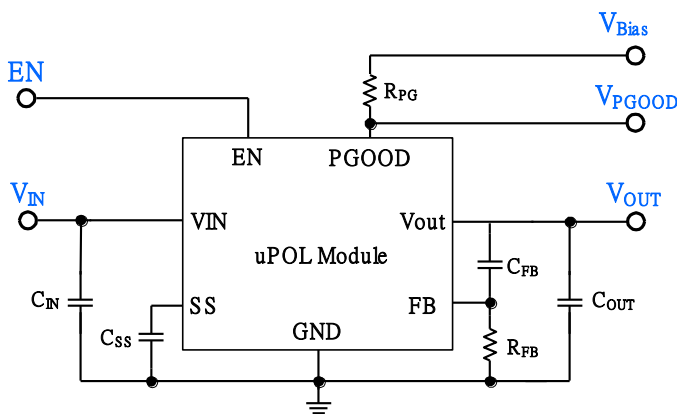 V_Bias
EN
R_PG
V_PGOOD
EN
PGOOD
V_IN
V_OUT
VIN
Vout
uPOL Module
C_FB
C_IN
SS
FB
C_OUT
C_SS
GND
R_FB